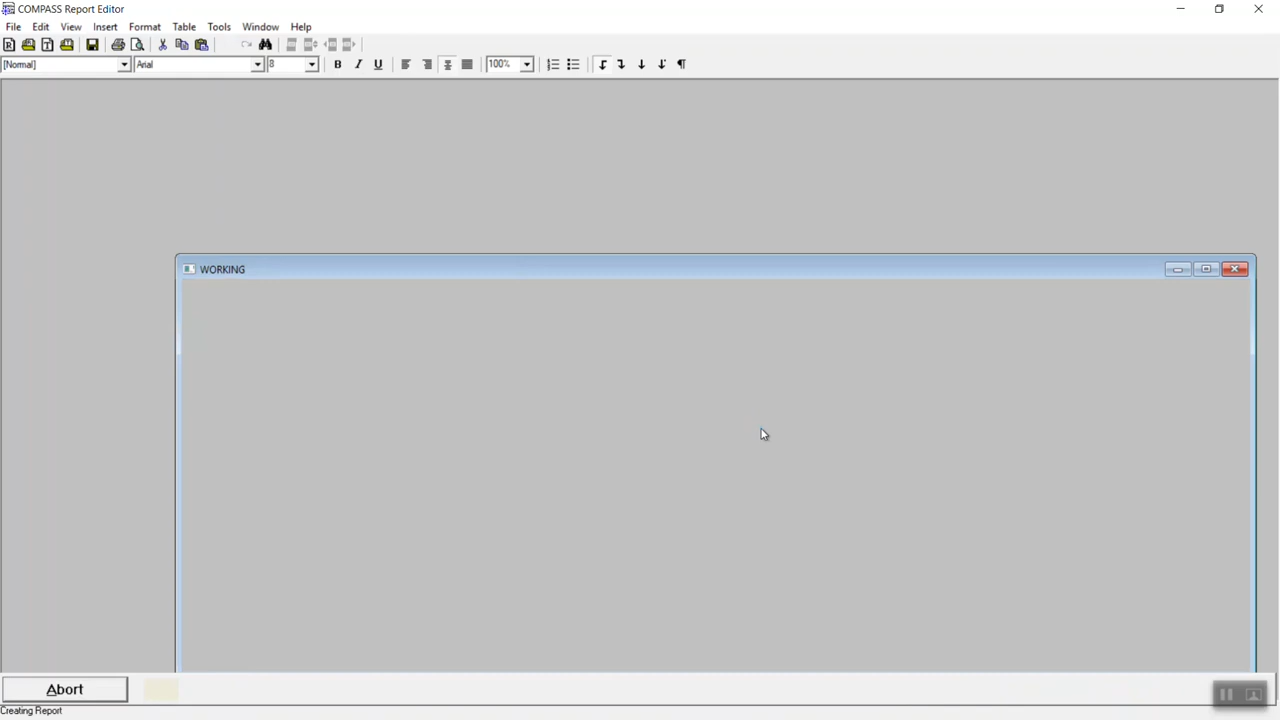 COMPASS Report Editor
File Edit View Insert Format Table Tools Window Help
[Normal] Arial 8 B I U 100% ¶
WORKING
Abort
Creating Report